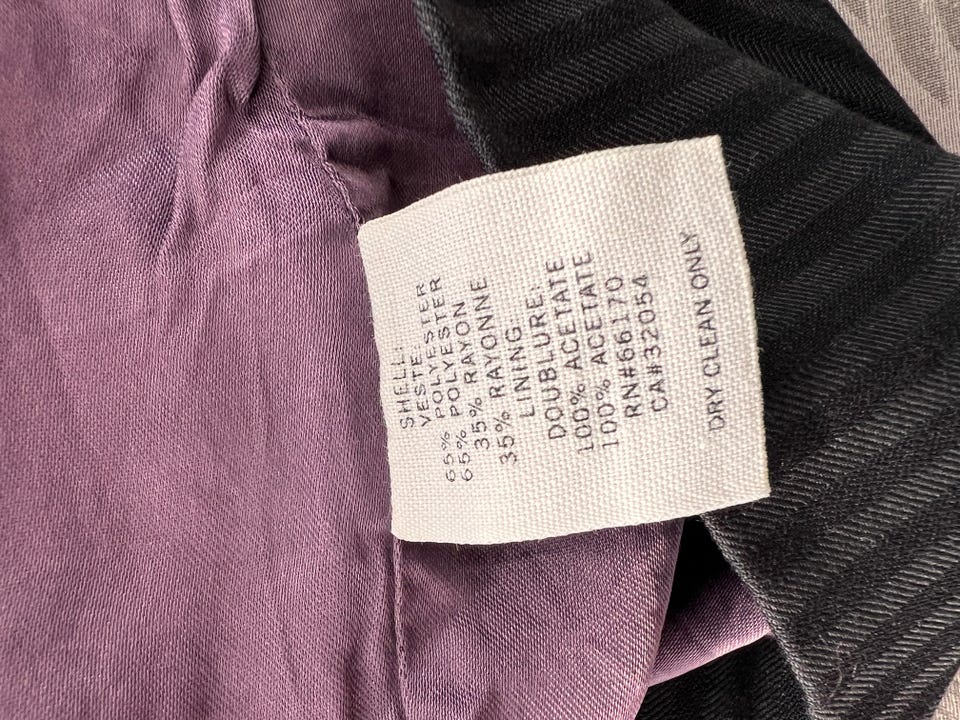 SHELL:
VESTE:
65% POLYESTER
65% POLYESTER
35% RAYON
35% RAYONNE
LINING:
DOUBLURE:
100% ACETATE
100% ACETATE
RN#66170
CA#32054
DRY CLEAN ONLY